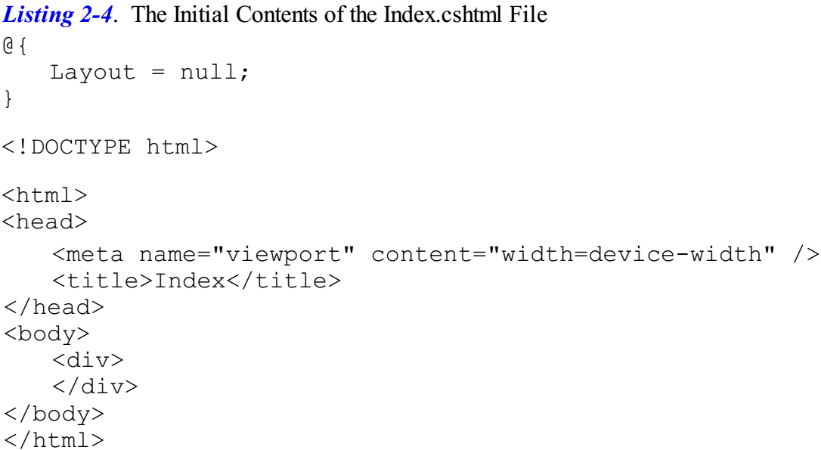 Listing 2-4. The Initial Contents of the Index.cshtml File
@{
    Layout = null;
}
<!DOCTYPE html>
<html>
<head>
    <meta name="viewport" content="width=device-width" />
    <title>Index</title>
</head>
<body>
    <div>
    </div>
</body>
</html>